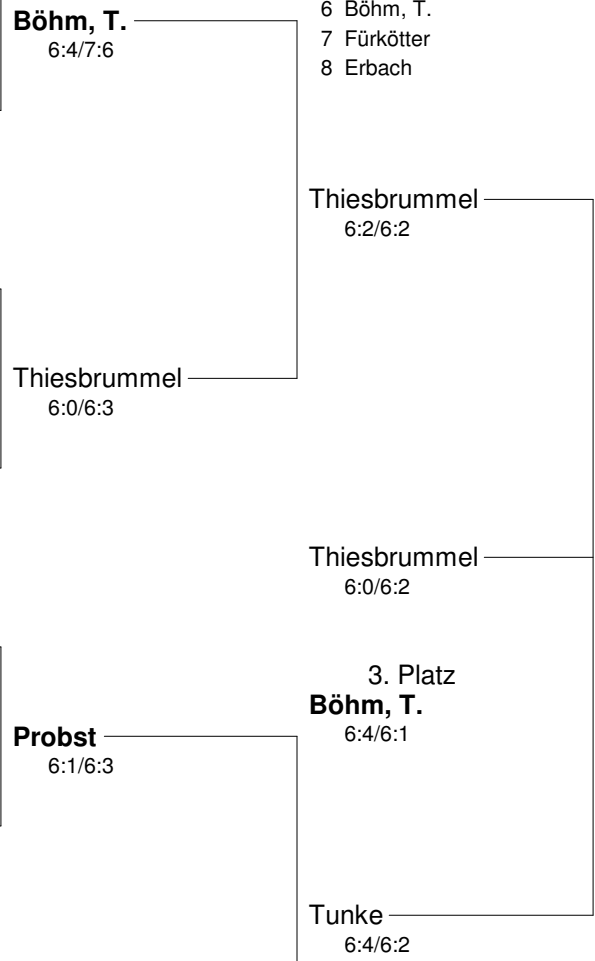 Böhm, T.
6:4/7:6
6 Böhm, T.
7 Fürkötter
8 Erbach
Thiesbrummel
6:2/6:2
Thiesbrummel
6:0/6:3
Thiesbrummel
6:0/6:2
3. Platz
Böhm, T.
6:4/6:1
Probst
6:1/6:3
Tunke
6:4/6:2